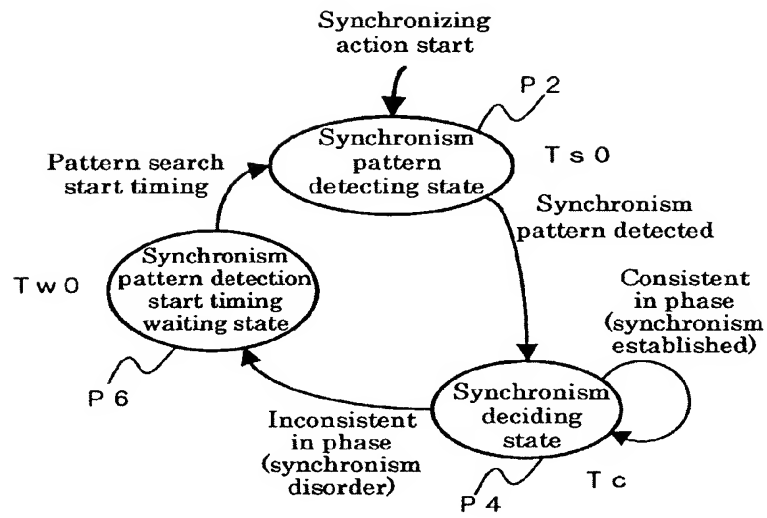 Synchronizing
action start
P 2
Synchronism
pattern
detecting state
T s 0
Pattern search
start timing
Synchronism
pattern detected
Synchronism
pattern detection
start timing
waiting state
T w 0
P 6
Consistent
in phase
(synchronism
established)
Inconsistent
in phase
(synchronism
disorder)
Synchronism
deciding
state
P 4
T c